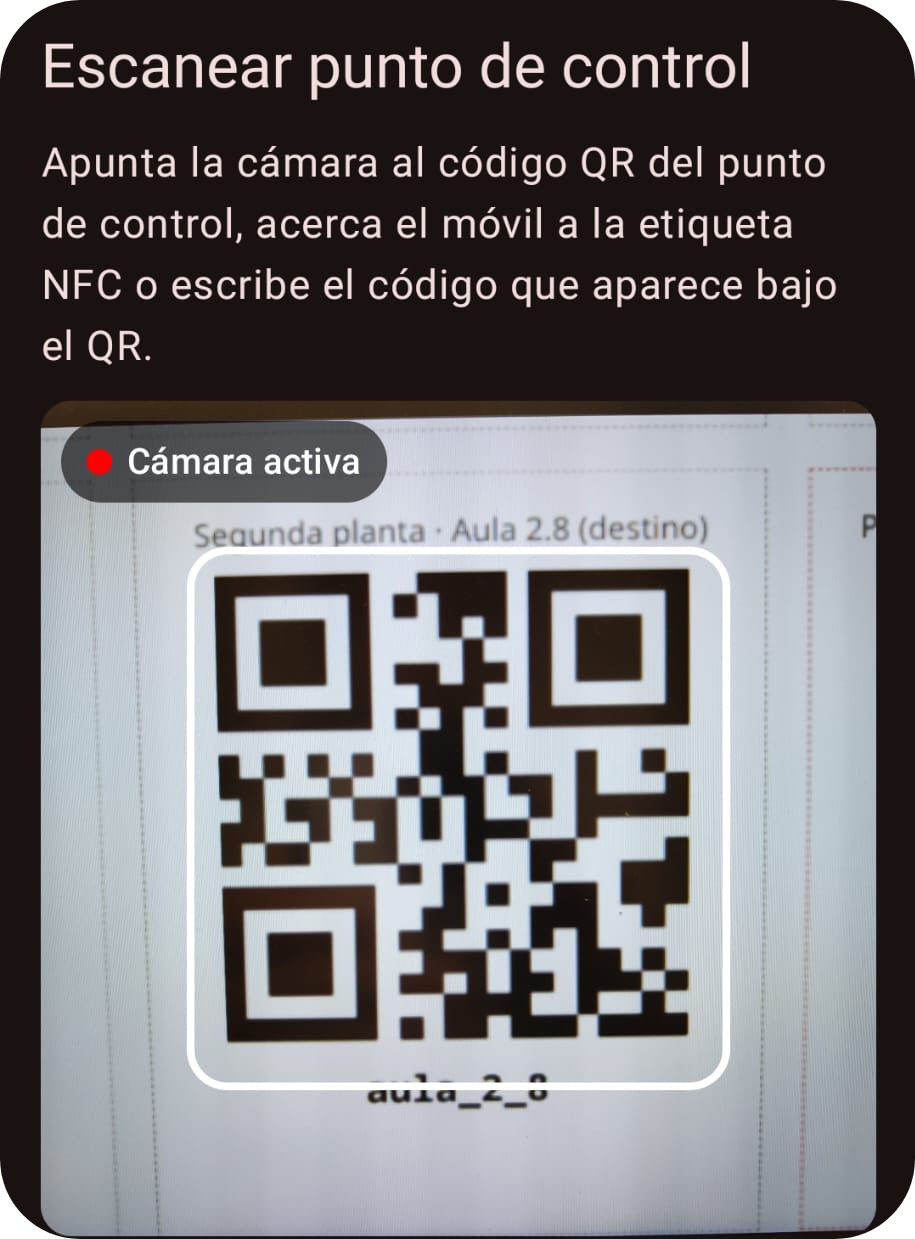 Escanear punto de control
Apunta la cámara al código QR del punto
de control, acerca el móvil a la etiqueta
NFC o escribe el código que aparece bajo
el QR.
Cámara activa
Segunda planta · Aula 2.8 (destino)
P
aula_2_8